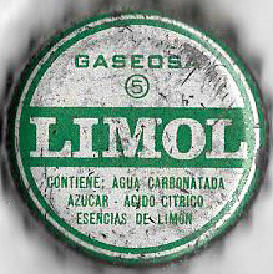 GASEOSA
5
LIMOL
CONTIENE: AGUA CARBONATADA
AZUCAR - ACIDO CITRICO
ESENCIAS DE LIMON